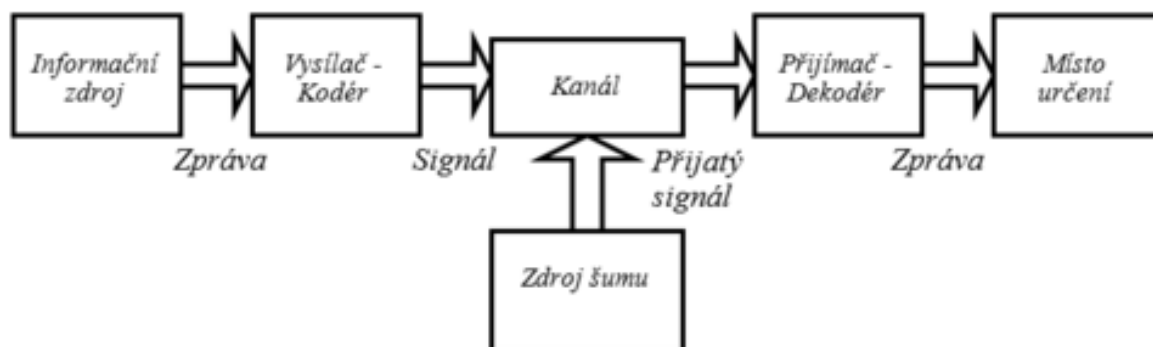 Informační
zdroj
Vysílač -
Kodér
Kanál
Přijímač -
Dekodér
Místo
určení
Zpráva
Signál
Přijatý
signál
Zpráva
Zdroj šumu